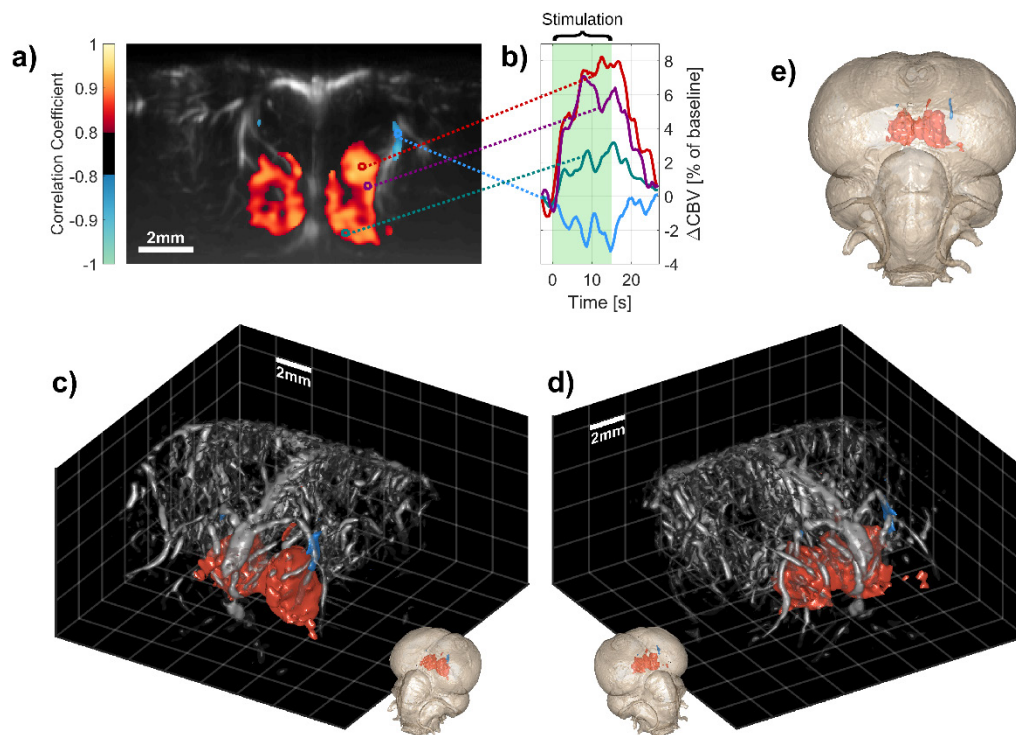 a)
Correlation Coefficient
1
0.9
0.8
-0.8
-0.9
-1
2mm
b)
Stimulation
8
6
4
2
0
-2
-4
ΔCBV [% of baseline]
0
10
20
Time [s]
e)
c)
2mm
d)
2mm